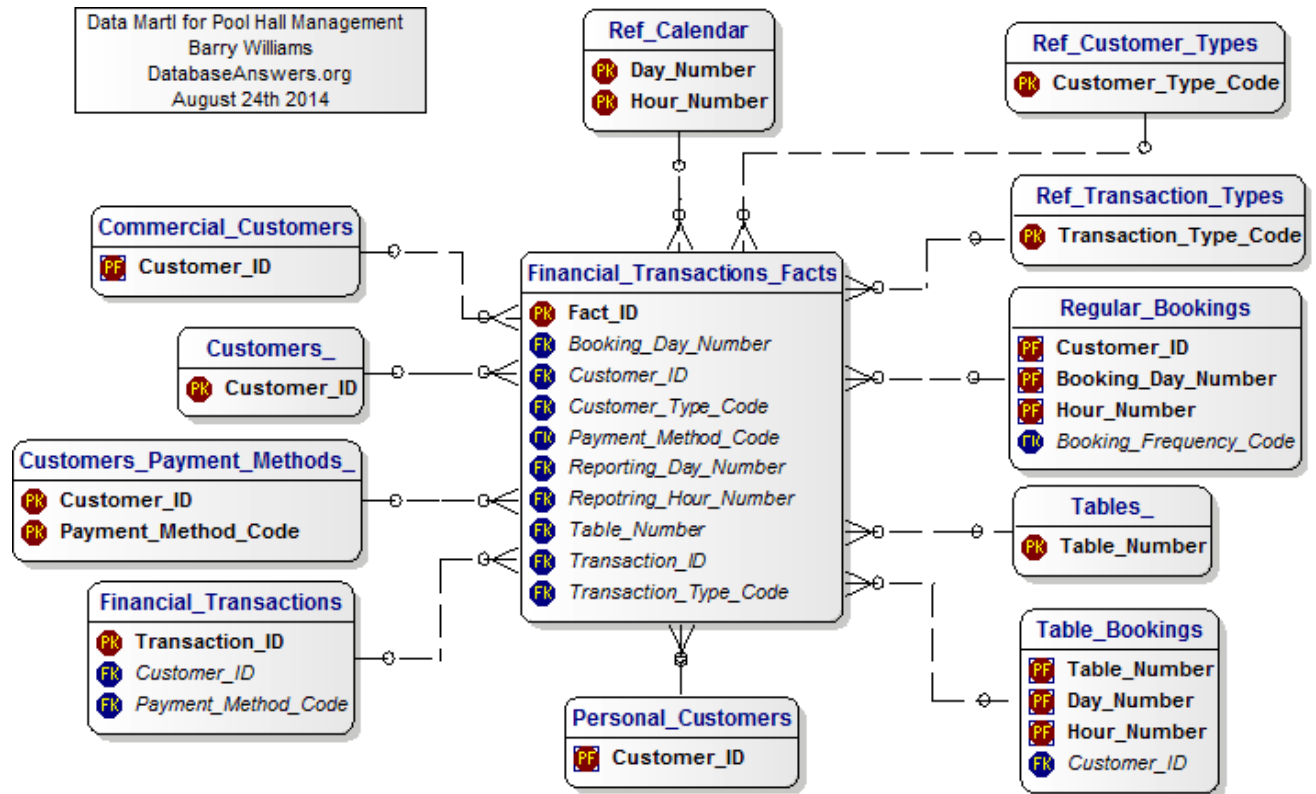 Data Martl for Pool Hall Management
Barry Williams
DatabaseAnswers.org
August 24th 2014
Ref_Calendar
PK Day_Number
PK Hour_Number
Ref_Customer_Types
PK Customer_Type_Code
Ref_Transaction_Types
PK Transaction_Type_Code
Commercial_Customers
PF Customer_ID
Customers_
PK Customer_ID
Customers_Payment_Methods_
PK Customer_ID
PK Payment_Method_Code
Financial_Transactions
PK Transaction_ID
FK Customer_ID
FK Payment_Method_Code
Financial_Transactions_Facts
PK Fact_ID
FK Booking_Day_Number
FK Customer_ID
FK Customer_Type_Code
FK Payment_Method_Code
FK Reporting_Day_Number
FK Repotring_Hour_Number
FK Table_Number
FK Transaction_ID
FK Transaction_Type_Code
Personal_Customers
PF Customer_ID
Regular_Bookings
PF Customer_ID
PF Booking_Day_Number
PF Hour_Number
FK Booking_Frequency_Code
Tables_
PK Table_Number
Table_Bookings
PF Table_Number
PF Day_Number
PF Hour_Number
FK Customer_ID